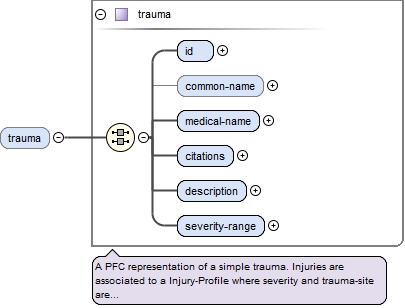 trauma
trauma
id
common-name
medical-name
citations
description
severity-range
A PFC representation of a simple trauma. Injuries are
associated to a Injury-Profile where severity and trauma-site
are...